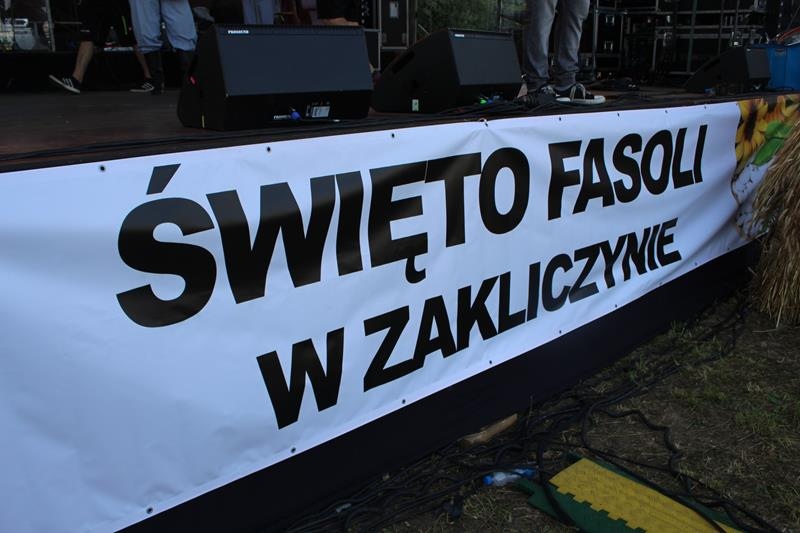 ŚWIĘTO FASOLI
W ZAKLICZYNIE